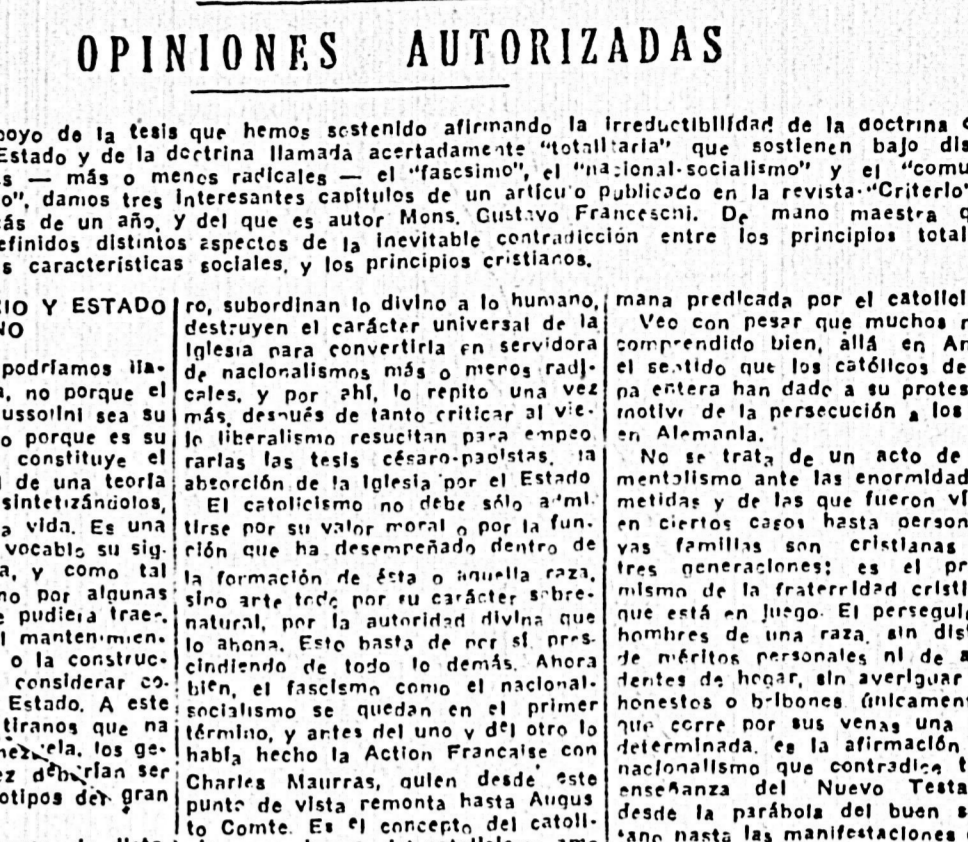 OPINIONES AUTORIZADAS
poyo de la tesis que hemos sostenido afirmando la irreductibilidad de la doctrina
Estado y de la dcctrina llamada acertadamente "totalitaria" que sostienen bajo dis
s — más o menos radicales — el "fascsimo", el "nacional-socialismo" y el "comu
o", damos tres interesantes capítulos de un artículo publicado en la revista "Criterio"
ás de un año, y del que es autor Mons. Gustavo Franceschi. De mano maestra
efinidos distintos aspectos de la inevitable contradicción entre los principios total
s características sociales, y los principios cristianos.
CIO Y ESTADO
NO
podríamos lla-
a, no porque el
ussolini sea su
o porque es su
constituye el
de una teoría
sintetizándolos,
a vida. Es una
vocablo su sig-
a, y como tal
no por algunas
e pudiera traer.
l mantenimien-
o la construc-
considerar co-
Estado. A este
tiranos que na
los ge-
ez deberían ser
otipos del gran
ro, subordinan lo divino a lo humano,
destruyen el carácter universal de la
Iglesia para convertirla en servidora
de nacionalismos más o menos radi-
cales, y por ahí, lo repito una vez
más, después de tanto criticar al vie-
lo liberalismo resucitan para empeo
rarlas las tesis césaro-papistas, la
absorción de la Iglesia por el Estado
El catolicismo no debe sólo admi
tirse por su valor moral o por la fun-
ción que ha desempeñado dentro de
la formación de ésta o aquella raza,
sino ante todo por su carácter sobre-
natural, por la autoridad divina que
lo abona. Esto basta de por sí, pres-
cindiendo de todo lo demás. Ahora
bien, el fascismo como el nacional-
socialismo se quedan en el primer
término, y antes del uno y del otro lo
había hecho la Action Francaise con
Charles Maurras, quien desde este
punto de vista remonta hasta Augus
to Comte. Es el concepto del catoli-
mana predicada por el catolici
Veo con pesar que muchos
comprendido bien, allá en
el sentido que los católicos de
pa entera han dado a su protes
motivo de la persecución a los
en Alemania.
No se trata de un acto de
mentalismo ante las enormidad
metidas y de las que fueron
en ciertos casos hasta person
yas familias son cristianas
tres generaciones: es el pr
mismo de la fraternidad cristi
que está en juego. El persegui
hombres de una raza, sin dis
de méritos personales ni de
dentes de hogar, sin averiguar
honestos o bribones únicamen
que corre por sus venas una
determinada, es la afirmación
nacionalismo que contradice
enseñanza del Nuevo Testa
desde la parábola del buen
tano hasta las manifestaciones